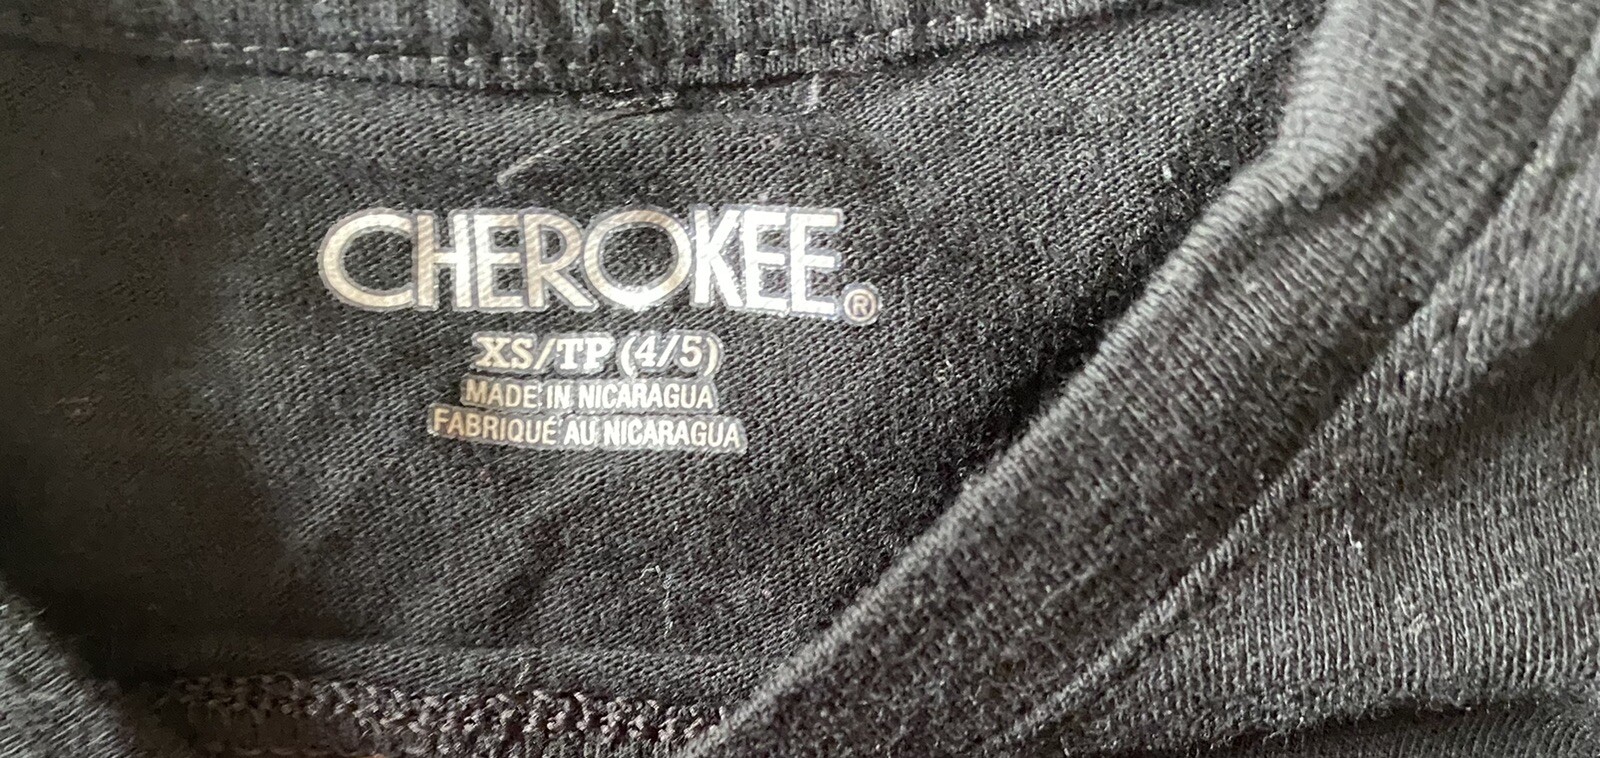 CHEROKEE®
XS/TP (4/5)
MADE IN NICARAGUA
FABRIQUÉ AU NICARAGUA